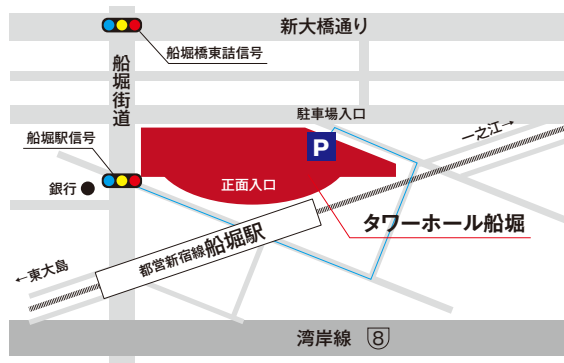 新大橋通り
船堀橋東詰信号
船堀街道
駐車場入口
船堀駅信号
P
一之江→
銀行
正面入口
タワーホール船堀
都営新宿線船堀駅
←東大島
湾岸線 8